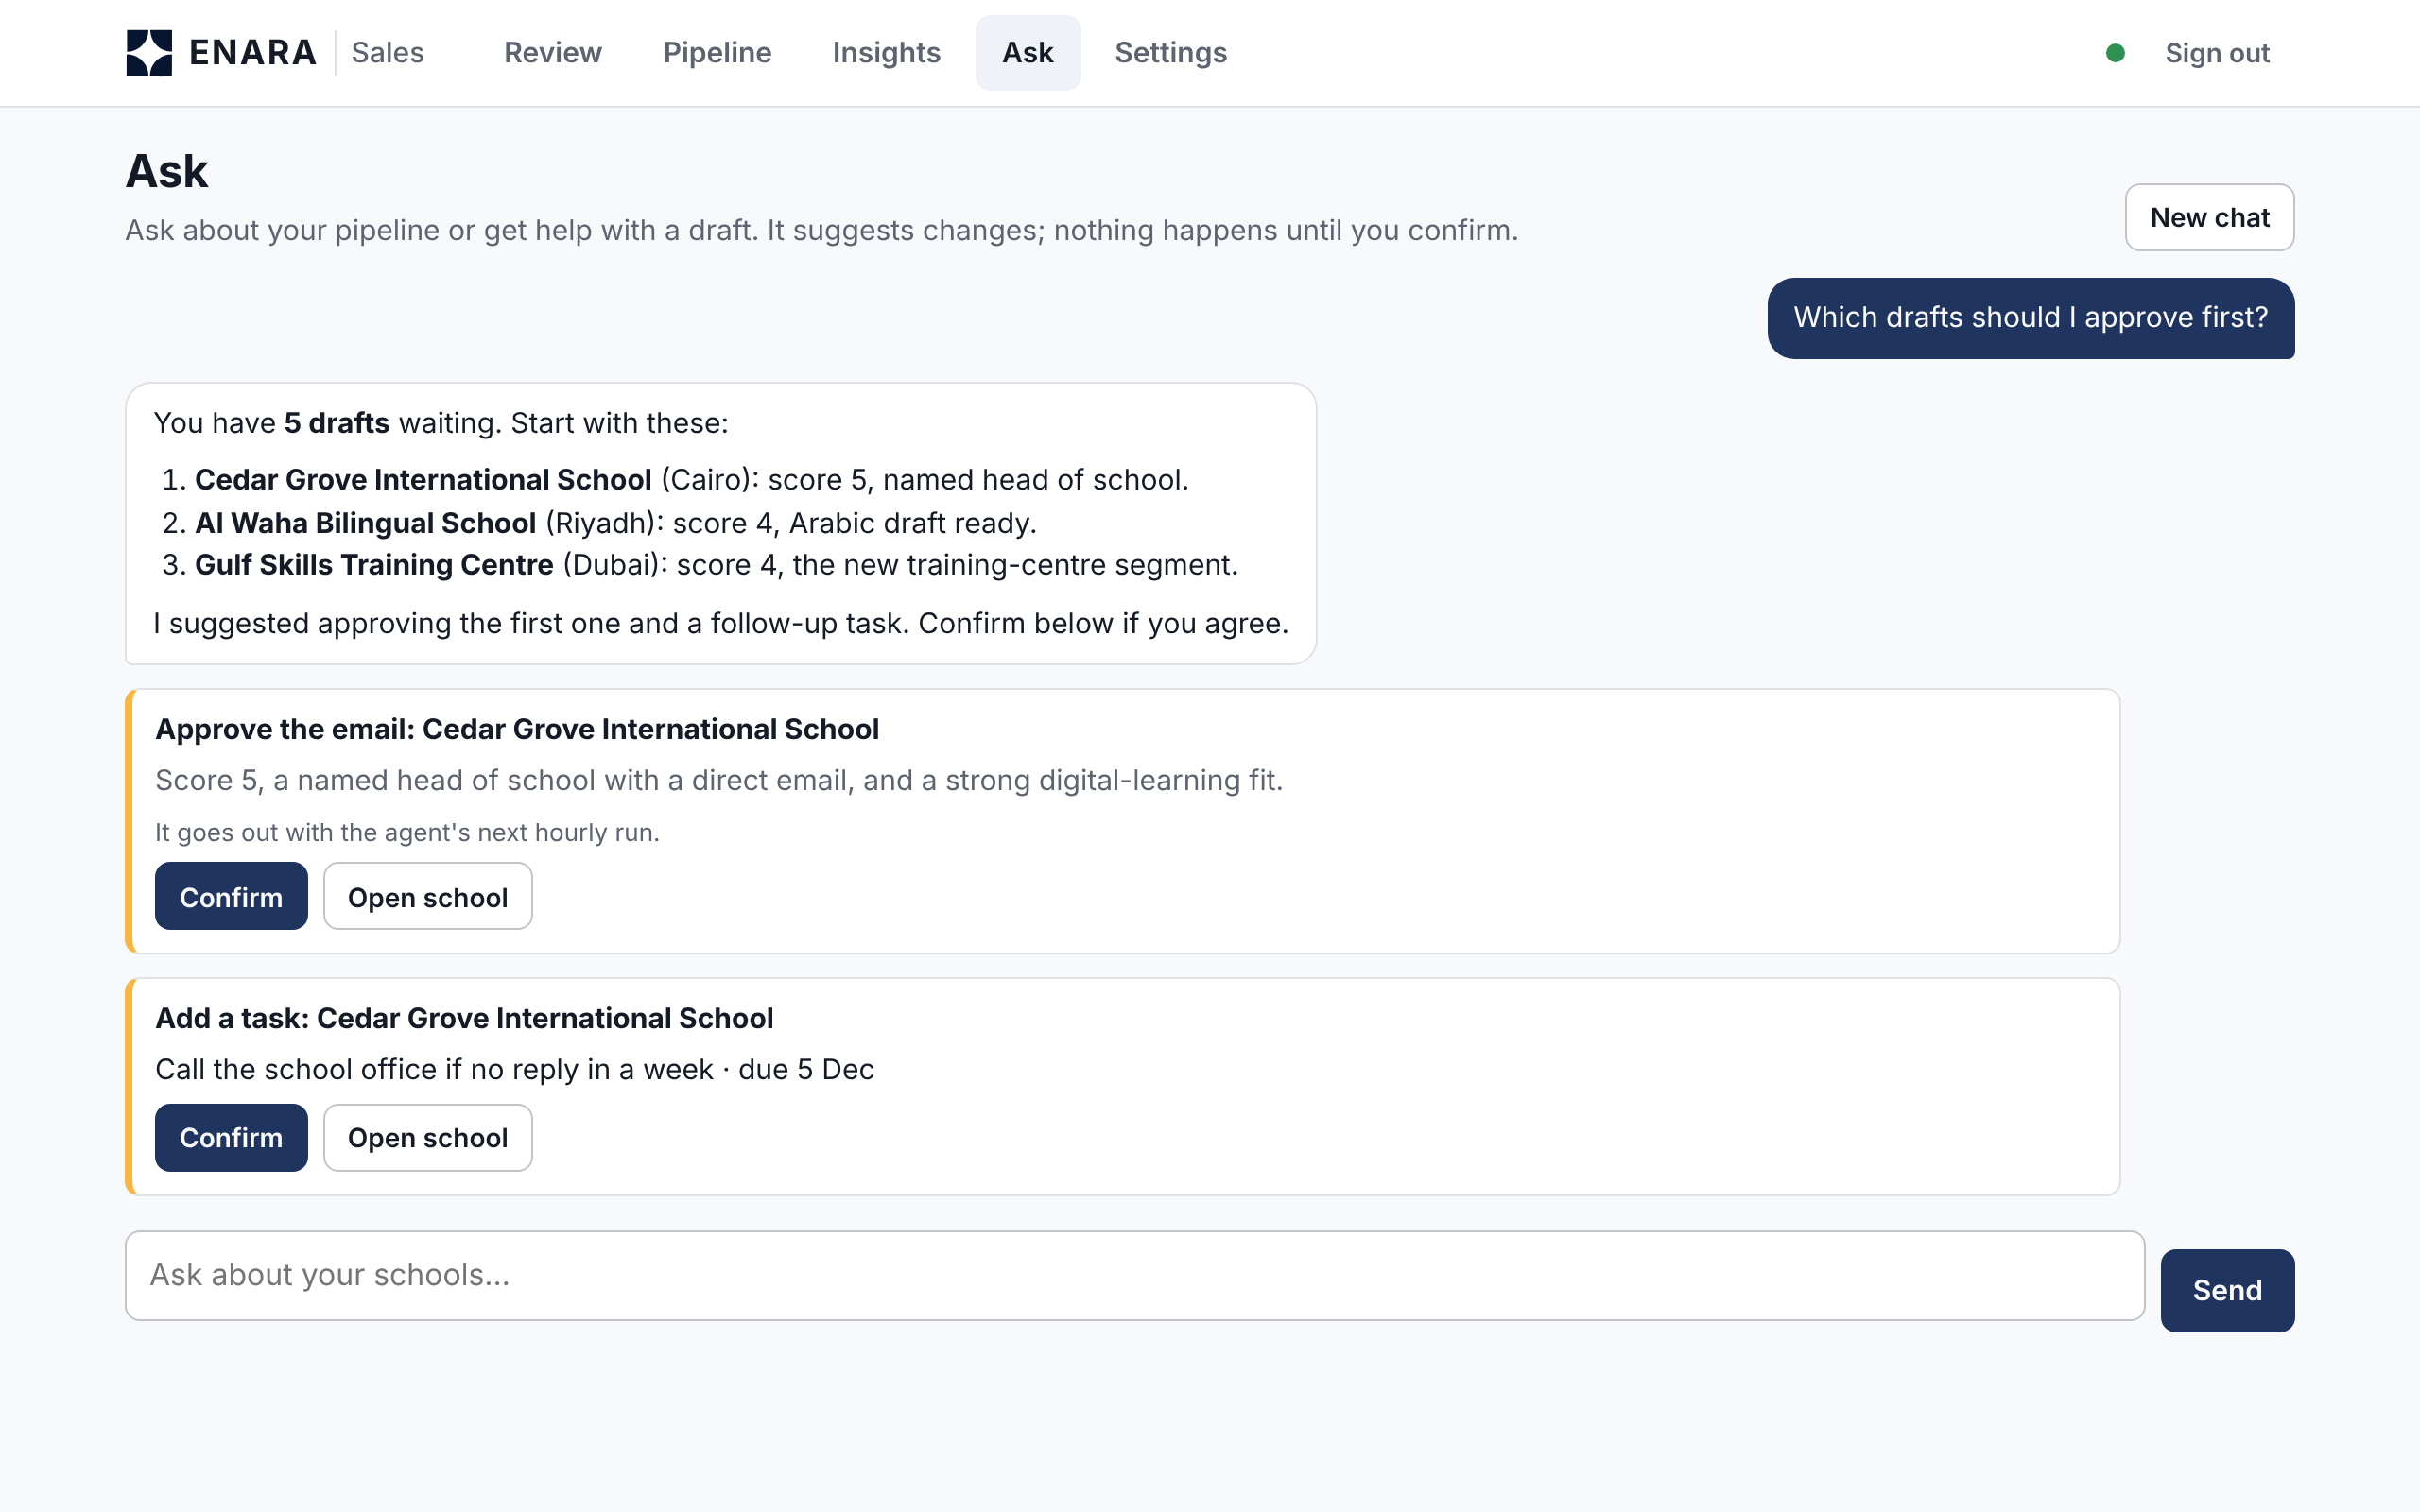 ENARA Sales Review Pipeline Insights Ask Settings Sign out
Ask
Ask about your pipeline or get help with a draft. It suggests changes; nothing happens until you confirm.
New chat
Which drafts should I approve first?
You have 5 drafts waiting. Start with these:
1. Cedar Grove International School (Cairo): score 5, named head of school.
2. Al Waha Bilingual School (Riyadh): score 4, Arabic draft ready.
3. Gulf Skills Training Centre (Dubai): score 4, the new training-centre segment.
I suggested approving the first one and a follow-up task. Confirm below if you agree.
Approve the email: Cedar Grove International School
Score 5, a named head of school with a direct email, and a strong digital-learning fit.
It goes out with the agent's next hourly run.
Confirm Open school
Add a task: Cedar Grove International School
Call the school office if no reply in a week · due 5 Dec
Confirm Open school
Ask about your schools...
Send